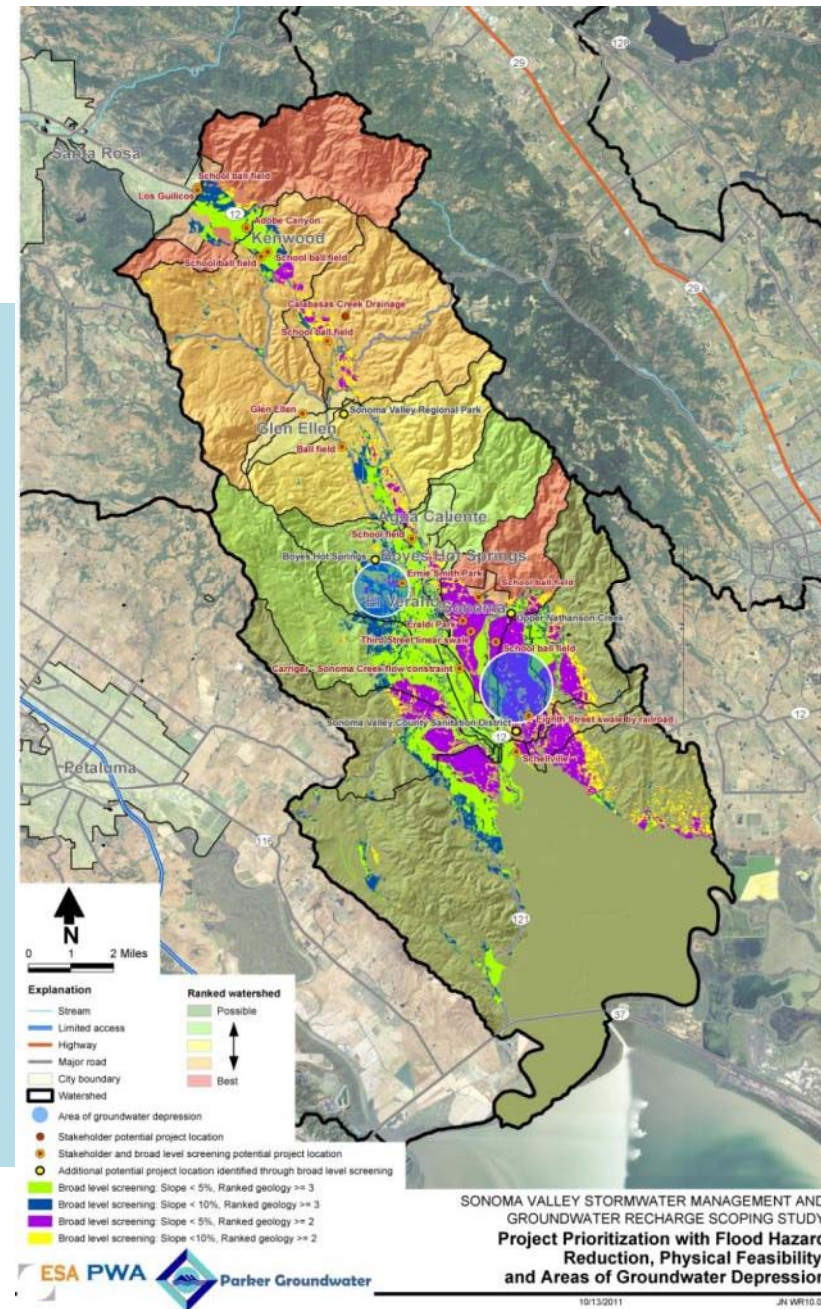 128
29
Santa Rosa
School ball field
Los Guilicos
12
Adobe Canyon
Kenwood
School ball field
School ball field
29
Calabasas Creek Drainage
School ball field
Glen Ellen
Sonoma Valley Regional Park
Glen Ellen
Ball field
Agua Caliente
School field
Boyes Hot Springs
Boyes Hot Springs
Ernie Smith Park
School ball field
El Verano
Sonoma
Upper Nathanson Creek
Eraldi Park
Third Street linear swale
School ball field
Carriger - Sonoma Creek flow constraint
Sonoma Valley County Sanitation District
Eighth Street swale by railroad
12
12
Schellville
Petaluma
116
121
37
N
0 1 2 Miles
Explanation
Stream
Limited access
Highway
Major road
City boundary
Watershed
Area of groundwater depression
Ranked watershed
Possible
Best
Stakeholder potential project location
Stakeholder and broad level screening potential project location
Additional potential project location identified through broad level screening
Broad level screening: Slope < 5%, Ranked geology >= 3
Broad level screening: Slope < 10%, Ranked geology >= 3
Broad level screening: Slope < 5%, Ranked geology >= 2
Broad level screening: Slope <10%, Ranked geology >= 2
SONOMA VALLEY STORMWATER MANAGEMENT AND
GROUNDWATER RECHARGE SCOPING STUDY
Project Prioritization with Flood Hazard
Reduction, Physical Feasibility
and Areas of Groundwater Depression
ESA PWA
Parker Groundwater
10/13/2011
JN WR10.0